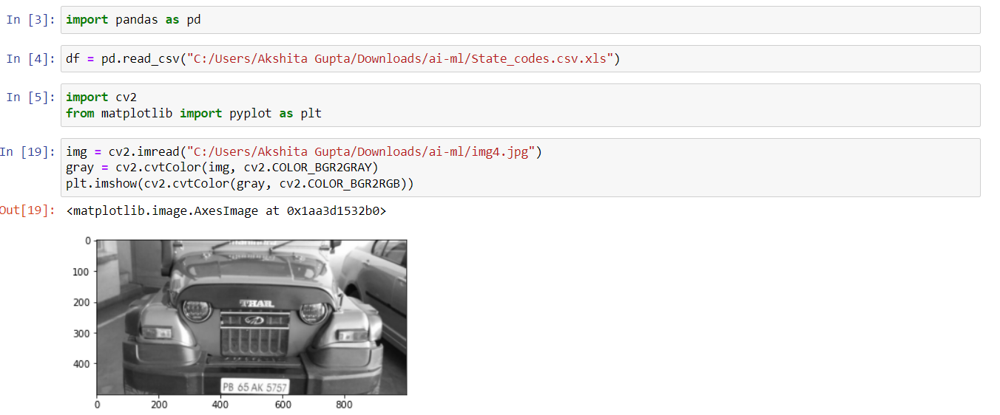 In [3]: import pandas as pd
In [4]: df = pd.read_csv("C:/Users/Akshita Gupta/Downloads/ai-ml/State_codes.csv.xls")
In [5]: import cv2
from matplotlib import pyplot as plt
In [19]: img = cv2.imread("C:/Users/Akshita Gupta/Downloads/ai-ml/img4.jpg")
gray = cv2.cvtColor(img, cv2.COLOR_BGR2GRAY)
plt.imshow(cv2.cvtColor(gray, cv2.COLOR_BGR2RGB))
Out[19]: <matplotlib.image.AxesImage at 0x1aa3d1532b0>
0
100
200
THAR
300
400
PB 65 AK 5757
0 200 400 600 800